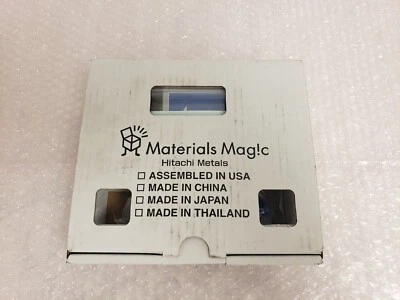 Materials Mag!c
Hitachi Metals
☐ ASSEMBLED IN USA
☐ MADE IN CHINA
☐ MADE IN JAPAN
☐ MADE IN THAILAND